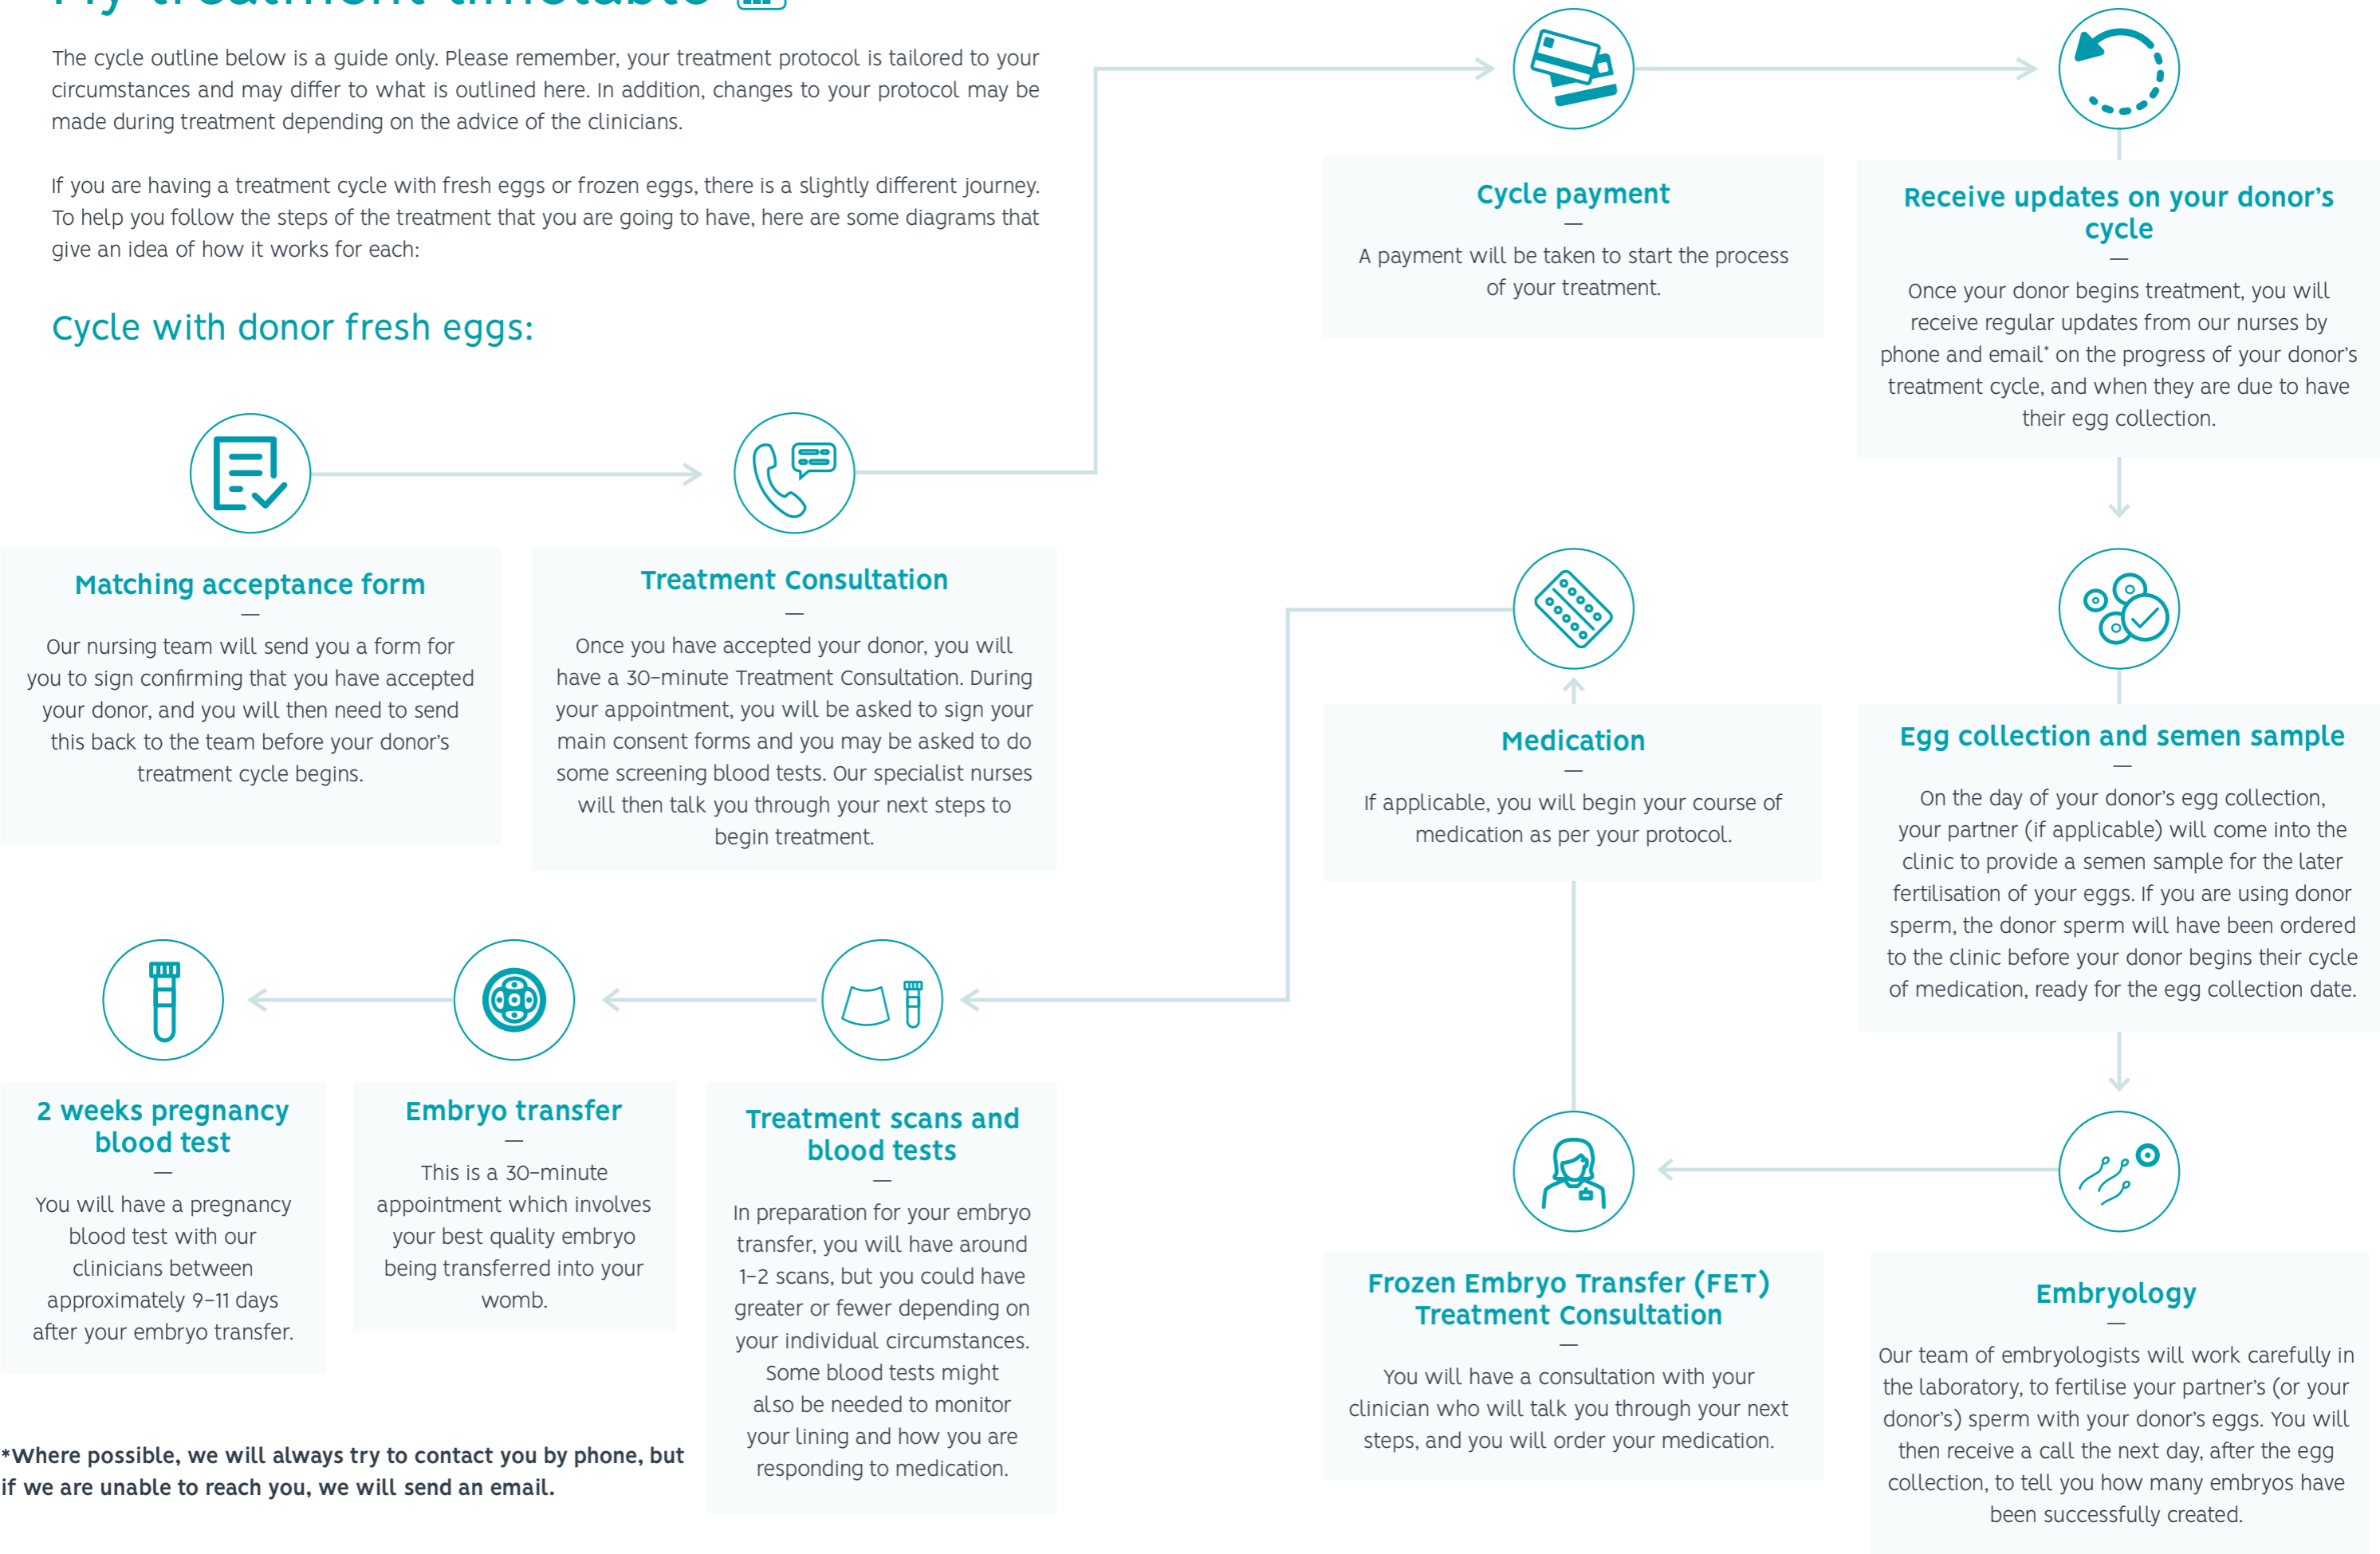 My treatment timetable
The cycle outline below is a guide only. Please remember, your treatment protocol is tailored to your
circumstances and may differ to what is outlined here. In addition, changes to your protocol may be
made during treatment depending on the advice of the clinicians.
If you are having a treatment cycle with fresh eggs or frozen eggs, there is a slightly different journey.
To help you follow the steps of the treatment that you are going to have, here are some diagrams that
give an idea of how it works for each:
Cycle with donor fresh eggs:
Matching acceptance form
—
Our nursing team will send you a form for
you to sign confirming that you have accepted
your donor, and you will then need to send
this back to the team before your donor's
treatment cycle begins.
Treatment Consultation
—
Once you have accepted your donor, you will
have a 30-minute Treatment Consultation. During
your appointment, you will be asked to sign your
main consent forms and you may be asked to do
some screening blood tests. Our specialist nurses
will then talk you through your next steps to
begin treatment.
Cycle payment
—
A payment will be taken to start the process
of your treatment.
Receive updates on your donor's
cycle
—
Once your donor begins treatment, you will
receive regular updates from our nurses by
phone and email* on the progress of your donor's
treatment cycle, and when they are due to have
their egg collection.
Egg collection and semen sample
—
On the day of your donor's egg collection,
your partner (if applicable) will come into the
clinic to provide a semen sample for the later
fertilisation of your eggs. If you are using donor
sperm, the donor sperm will have been ordered
to the clinic before your donor begins their cycle
of medication, ready for the egg collection date.
Embryology
—
Our team of embryologists will work carefully in
the laboratory, to fertilise your partner's (or your
donor's) sperm with your donor's eggs. You will
then receive a call the next day, after the egg
collection, to tell you how many embryos have
been successfully created.
Frozen Embryo Transfer (FET)
Treatment Consultation
—
You will have a consultation with your
clinician who will talk you through your next
steps, and you will order your medication.
Medication
—
If applicable, you will begin your course of
medication as per your protocol.
Treatment scans and
blood tests
—
In preparation for your embryo
transfer, you will have around
1-2 scans, but you could have
greater or fewer depending on
your individual circumstances.
Some blood tests might
also be needed to monitor
your lining and how you are
responding to medication.
Embryo transfer
—
This is a 30-minute
appointment which involves
your best quality embryo
being transferred into your
womb.
2 weeks pregnancy
blood test
—
You will have a pregnancy
blood test with our
clinicians between
approximately 9-11 days
after your embryo transfer.
*Where possible, we will always try to contact you by phone, but
if we are unable to reach you, we will send an email.